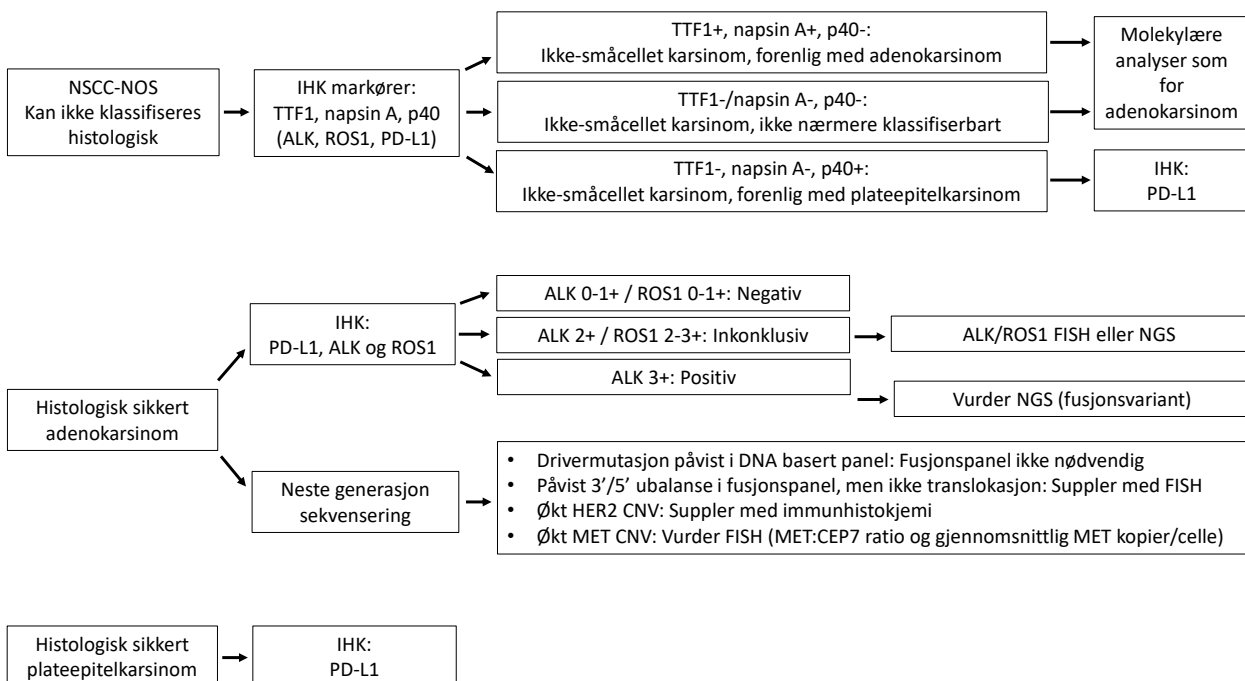 NSCC-NOS
Kan ikke klassifiseres
histologisk
IHK markører:
TTF1, napsin A, p40
(ALK, ROS1, PD-L1)
TTF1+, napsin A+, p40-:
Ikke-småcellet karsinom, forenlig med adenokarsinom
TTF1-/napsin A-, p40-:
Ikke-småcellet karsinom, ikke nærmere klassifiserbart
TTF1-, napsin A-, p40+:
Ikke-småcellet karsinom, forenlig med plateepitelkarsinom
Molekylære
analyser som
for
adenokarsinom
IHK:
PD-L1
Histologisk sikkert
adenokarsinom
IHK:
PD-L1, ALK og ROS1
ALK 0-1+ / ROS1 0-1+: Negativ
ALK 2+ / ROS1 2-3+: Inkonklusiv
ALK 3+: Positiv
ALK/ROS1 FISH eller NGS
Vurder NGS (fusjonsvariant)
Neste generasjon
sekvensering
• Drivermutasjon påvist i DNA basert panel: Fusjonspanel ikke nødvendig
• Påvist 3’/5’ ubalanse i fusjonspanel, men ikke translokasjon: Suppler med FISH
• Økt HER2 CNV: Suppler med immunhistokjemi
• Økt MET CNV: Vurder FISH (MET:CEP7 ratio og gjennomsnittlig MET kopier/celle)
Histologisk sikkert
plateepitelkarsinom
IHK:
PD-L1